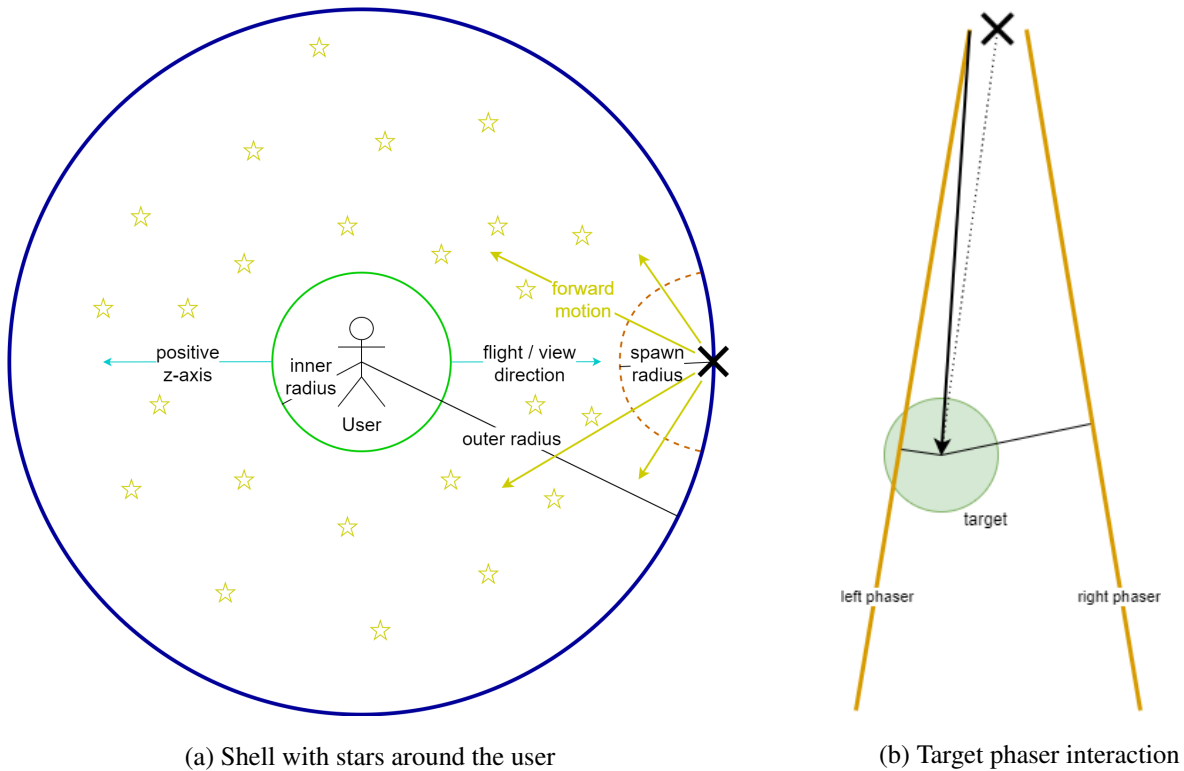 forward
motion
positive
z-axis
inner
radius
flight / view
direction
spawn
radius
User
outer radius
(a) Shell with stars around the user
target
left phaser
right phaser
(b) Target phaser interaction